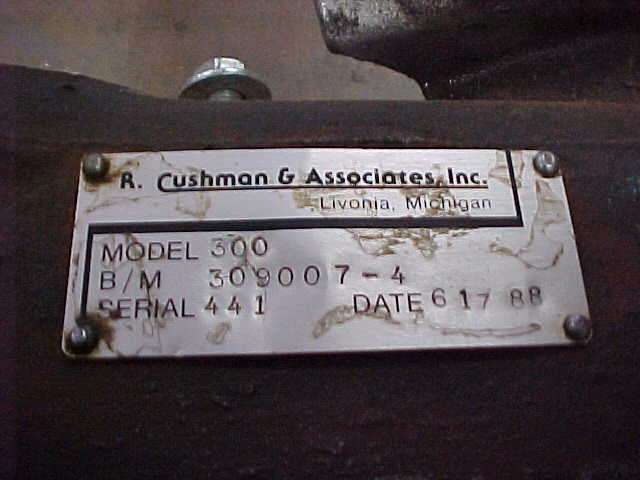 R. Cushman & Associates, Inc.
Livonia, Michigan
MODEL 300
B/M 309007-4
SERIAL 441 DATE 6 17 88